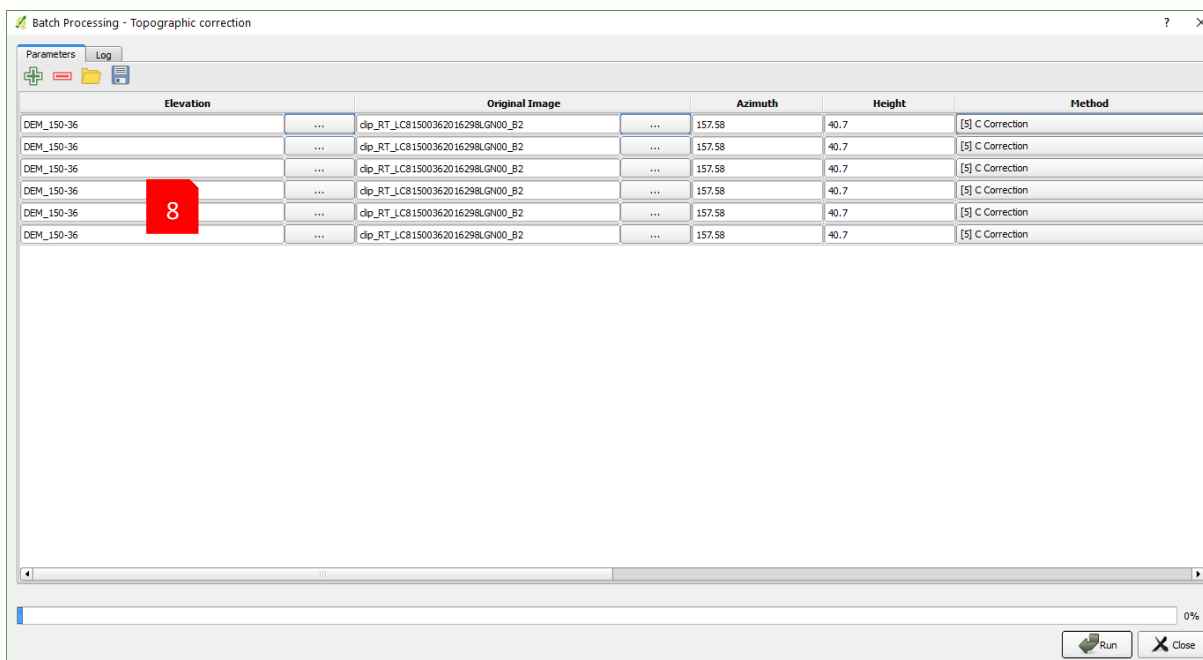 Batch Processing - Topographic correction ?
Parameters Log
Elevation Original Image Azimuth Height Method
DEM_150-36 ... clip_RT_LC81500362016298LGN00_B2 ... 157.58 40.7 [5] C Correction
DEM_150-36 ... clip_RT_LC81500362016298LGN00_B2 ... 157.58 40.7 [5] C Correction
DEM_150-36 ... clip_RT_LC81500362016298LGN00_B2 ... 157.58 40.7 [5] C Correction
DEM_150-36 ... clip_RT_LC81500362016298LGN00_B2 ... 157.58 40.7 [5] C Correction
DEM_150-36 8 ... clip_RT_LC81500362016298LGN00_B2 ... 157.58 40.7 [5] C Correction
DEM_150-36 ... clip_RT_LC81500362016298LGN00_B2 ... 157.58 40.7 [5] C Correction
0%
Run Close